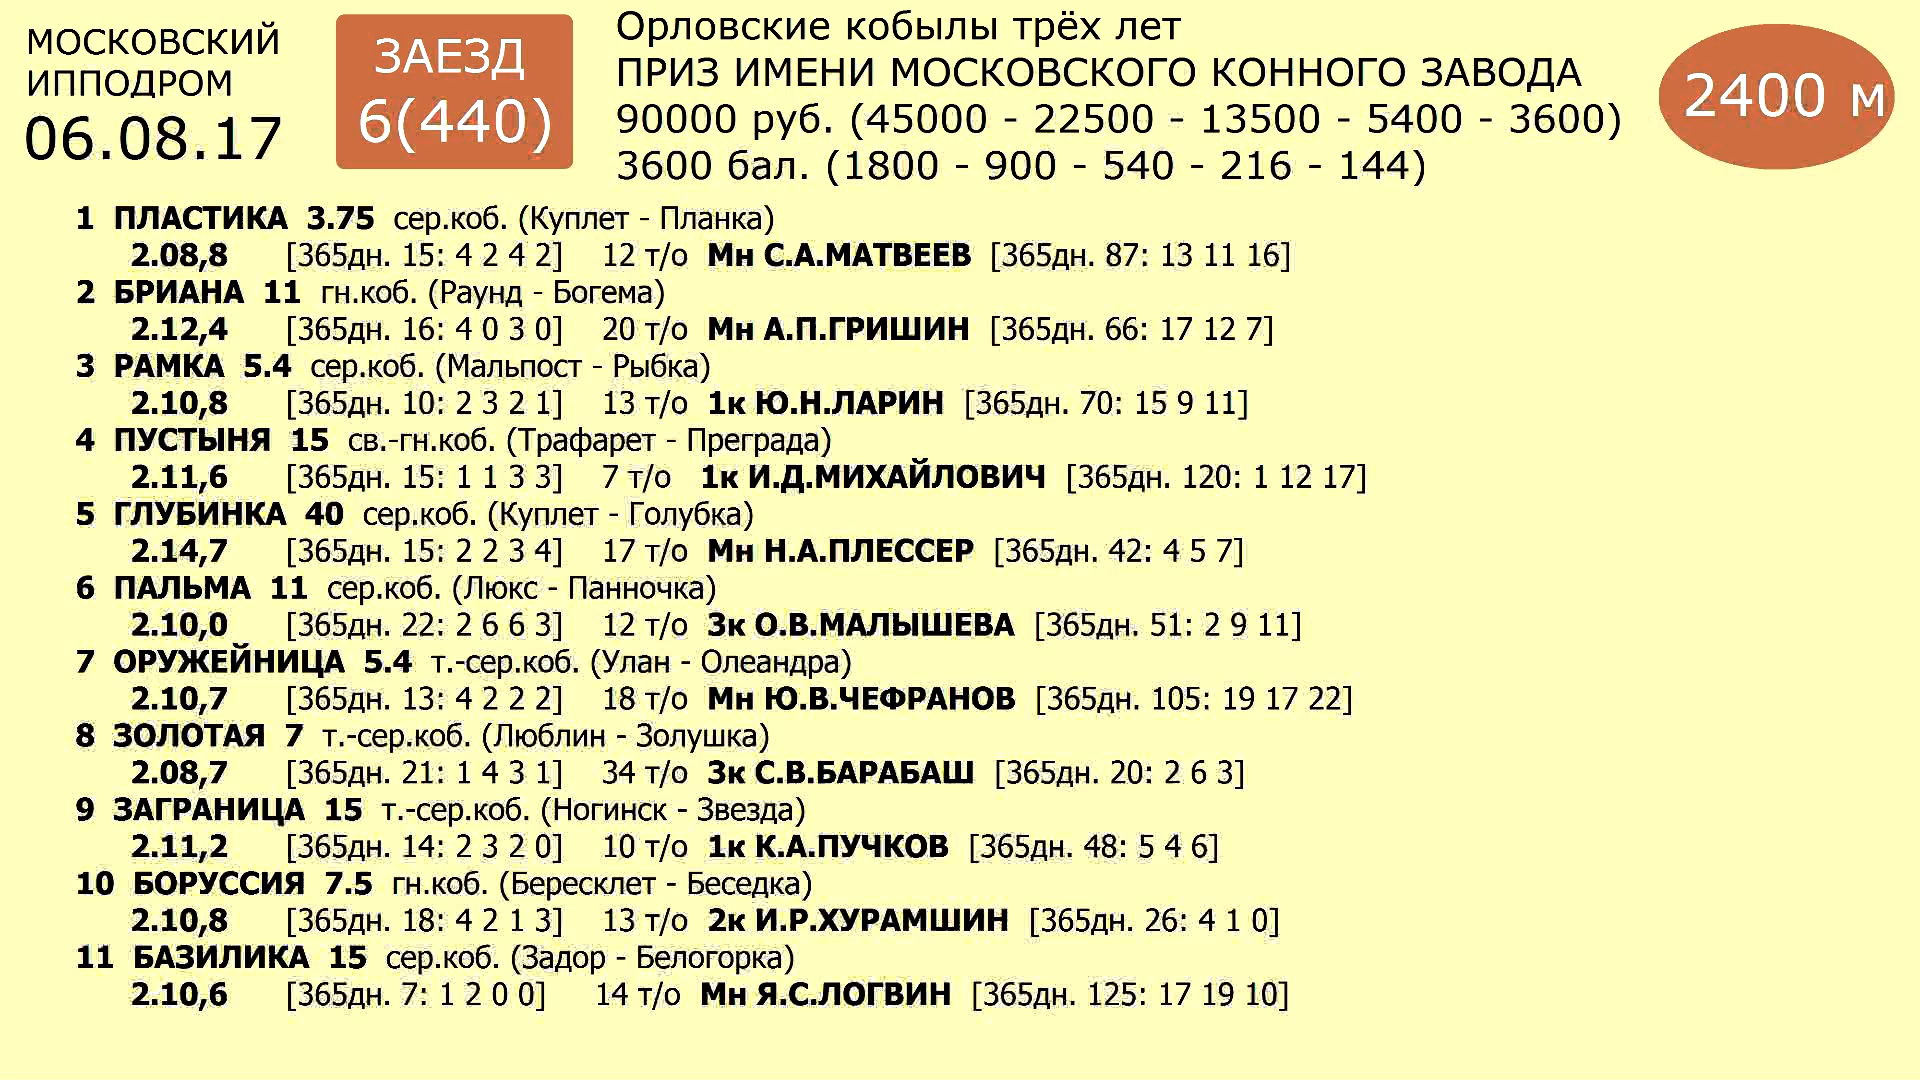 МОСКОВСКИЙ
ИППОДРОМ
06.08.17
ЗАЕЗД
6(440)
Орловские кобылы трёх лет
ПРИЗ ИМЕНИ МОСКОВСКОГО КОННОГО ЗАВОДА
90000 руб. (45000 - 22500 - 13500 - 5400 - 3600)
3600 бал. (1800 - 900 - 540 - 216 - 144)
2400 м
1 ПЛАСТИКА 3.75 сер.коб. (Куплет - Планка)
2.08,8 [365дн. 15: 4 2 4 2] 12 т/о Мн С.А.МАТВЕЕВ [365дн. 87: 13 11 16]
2 БРИАНА 11 гн.коб. (Раунд - Богема)
2.12,4 [365дн. 16: 4 0 3 0] 20 т/о Мн А.П.ГРИШИН [365дн. 66: 17 12 7]
3 РАМКА 5.4 сер.коб. (Мальпост - Рыбка)
2.10,8 [365дн. 10: 2 3 2 1] 13 т/о 1к Ю.Н.ЛАРИН [365дн. 70: 15 9 11]
4 ПУСТЫНЯ 15 св.-гн.коб. (Трафарет - Преграда)
2.11,6 [365дн. 15: 1 1 3 3] 7 т/о 1к И.Д.МИХАЙЛОВИЧ [365дн. 120: 1 12 17]
5 ГЛУБИНКА 40 сер.коб. (Куплет - Голубка)
2.14,7 [365дн. 15: 2 2 3 4] 17 т/о Мн Н.А.ПЛЕССЕР [365дн. 42: 4 5 7]
6 ПАЛЬМА 11 сер.коб. (Люкс - Панночка)
2.10,0 [365дн. 22: 2 6 6 3] 12 т/о 3к О.В.МАЛЫШЕВА [365дн. 51: 2 9 11]
7 ОРУЖЕЙНИЦА 5.4 т.-сер.коб. (Улан - Олеандра)
2.10,7 [365дн. 13: 4 2 2 2] 18 т/о Мн Ю.В.ЧЕФРАНОВ [365дн. 105: 19 17 22]
8 ЗОЛОТАЯ 7 т.-сер.коб. (Люблин - Золушка)
2.08,7 [365дн. 21: 1 4 3 1] 34 т/о 3к С.В.БАРАБАШ [365дн. 20: 2 6 3]
9 ЗАГРАНИЦА 15 т.-сер.коб. (Ногинск - Звезда)
2.11,2 [365дн. 14: 2 3 2 0] 10 т/о 1к К.А.ПУЧКОВ [365дн. 48: 5 4 6]
10 БОРУССИЯ 7.5 гн.коб. (Бересклет - Беседка)
2.10,8 [365дн. 18: 4 2 1 3] 13 т/о 2к И.Р.ХУРАМШИН [365дн. 26: 4 1 0]
11 БАЗИЛИКА 15 сер.коб. (Задор - Белогорка)
2.10,6 [365дн. 7: 1 2 0 0] 14 т/о Мн Я.С.ЛОГВИН [365дн. 125: 17 19 10]